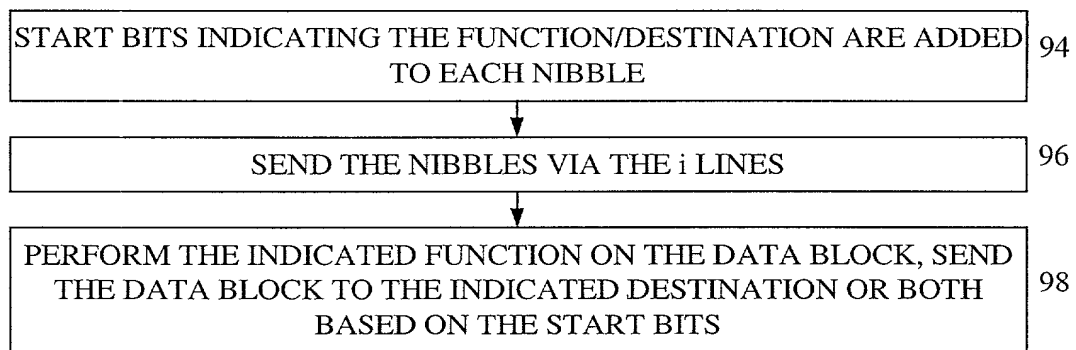 START BITS INDICATING THE FUNCTION/DESTINATION ARE ADDED
TO EACH NIBBLE
94
SEND THE NIBBLES VIA THE i LINES
96
PERFORM THE INDICATED FUNCTION ON THE DATA BLOCK, SEND
THE DATA BLOCK TO THE INDICATED DESTINATION OR BOTH
BASED ON THE START BITS
98